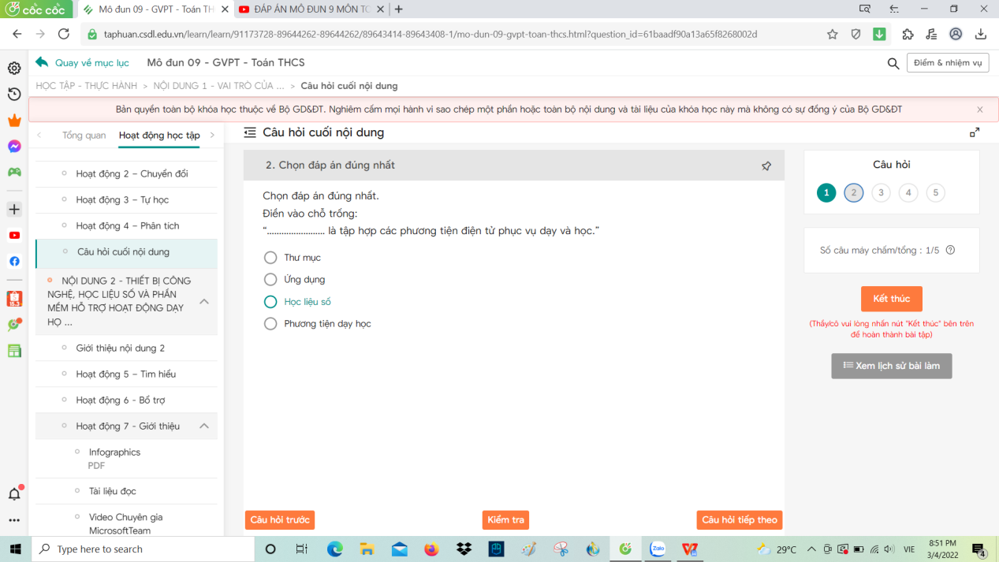 cốc cốc
Mô đun 09 - GVPT - Toán TH
ĐÁP ÁN MÔ ĐUN 9 MÔN TO
taphuan.csdl.edu.vn/learn/learn/91173728-89644262-89644262/89643414-89643408-1/mo-dun-09-gvpt-toan-thcs.html?question_id=61baadf90a13a65f8268002d
Quay về mục lục
Mô đun 09 - GVPT - Toán THCS
Điểm & nhiệm vụ
HỌC TẬP - THỰC HÀNH > NỘI DUNG 1 - VAI TRÒ CỦA ... > Câu hỏi cuối nội dung
Bản quyền toàn bộ khóa học thuộc về Bộ GD&ĐT. Nghiêm cấm mọi hành vi sao chép một phần hoặc toàn bộ nội dung và tài liệu của khóa học này mà không có sự đồng ý của Bộ GD&ĐT
Tổng quan
Hoạt động học tập
Hoạt động 2 – Chuyển đổi
Hoạt động 3 – Tự học
Hoạt động 4 – Phân tích
Câu hỏi cuối nội dung
NỘI DUNG 2 - THIẾT BỊ CÔNG
NGHỆ, HỌC LIỆU SỐ VÀ PHẦN
MỀM HỖ TRỢ HOẠT ĐỘNG DẠY
HỌ ...
Giới thiệu nội dung 2
Hoạt động 5 – Tìm hiểu
Hoạt động 6 - Bổ trợ
Hoạt động 7 - Giới thiệu
Infographics
PDF
Tài liệu đọc
Video Chuyên gia
MicrosoftTeam
Câu hỏi cuối nội dung
2. Chọn đáp án đúng nhất
Chọn đáp án đúng nhất.
Điền vào chỗ trống:
“........................ là tập hợp các phương tiện điện tử phục vụ dạy và học.”
Thư mục
Ứng dụng
Học liệu số
Phương tiện dạy học
Câu hỏi trước
Kiểm tra
Câu hỏi tiếp theo
Câu hỏi
1 2 3 4 5
Số câu máy chấm/tổng : 1/5
Kết thúc
(Thầy/cô vui lòng nhấn nút "Kết thúc" bên trên
để hoàn thành bài tập)
Xem lịch sử bài làm
15.3
Type here to search
Zalo
29°C
VIE
8:51 PM
3/4/2022
4